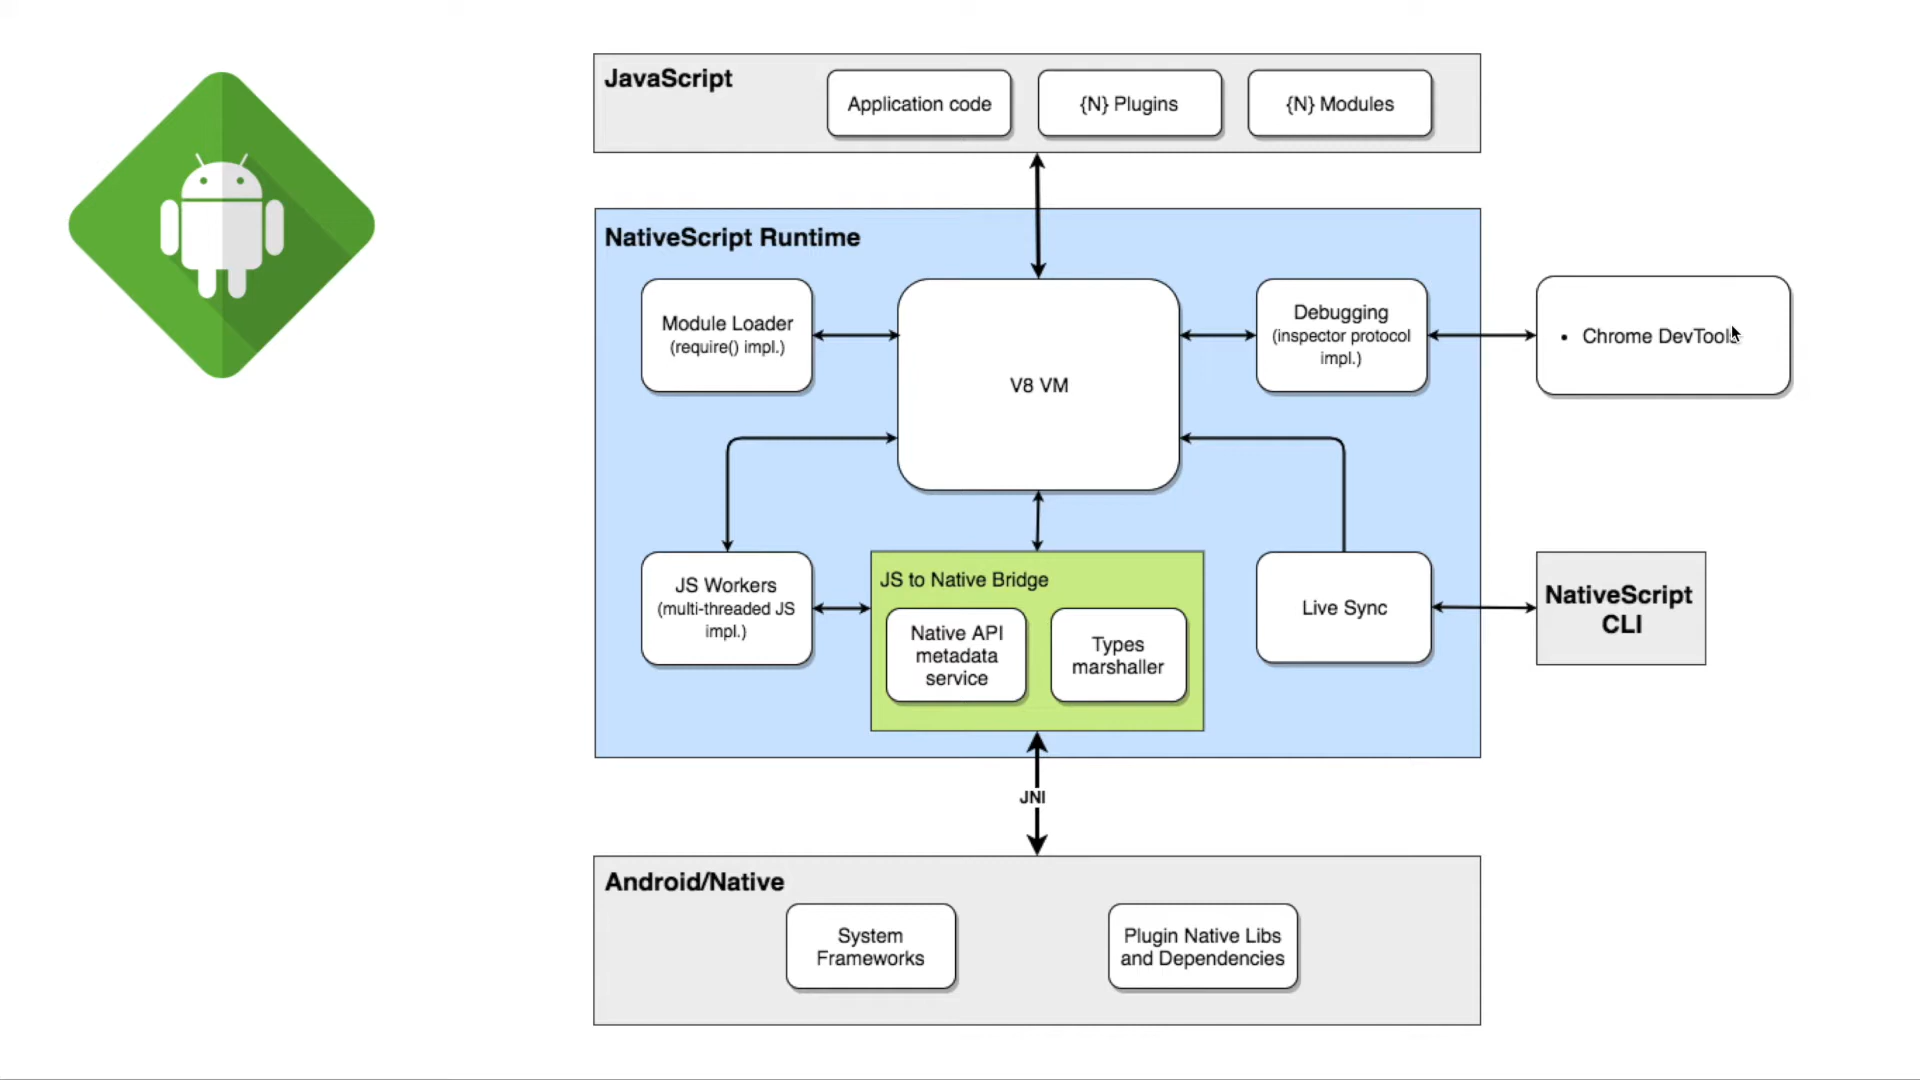 JavaScript
Application code
{N} Plugins
{N} Modules
NativeScript Runtime
Module Loader
(require() impl.)
V8 VM
Debugging
(inspector protocol
impl.)
• Chrome DevTools
JS Workers
(multi-threaded JS
impl.)
JS to Native Bridge
Native API
metadata
service
Types
marshaller
Live Sync
NativeScript
CLI
JNI
Android/Native
System
Frameworks
Plugin Native Libs
and Dependencies